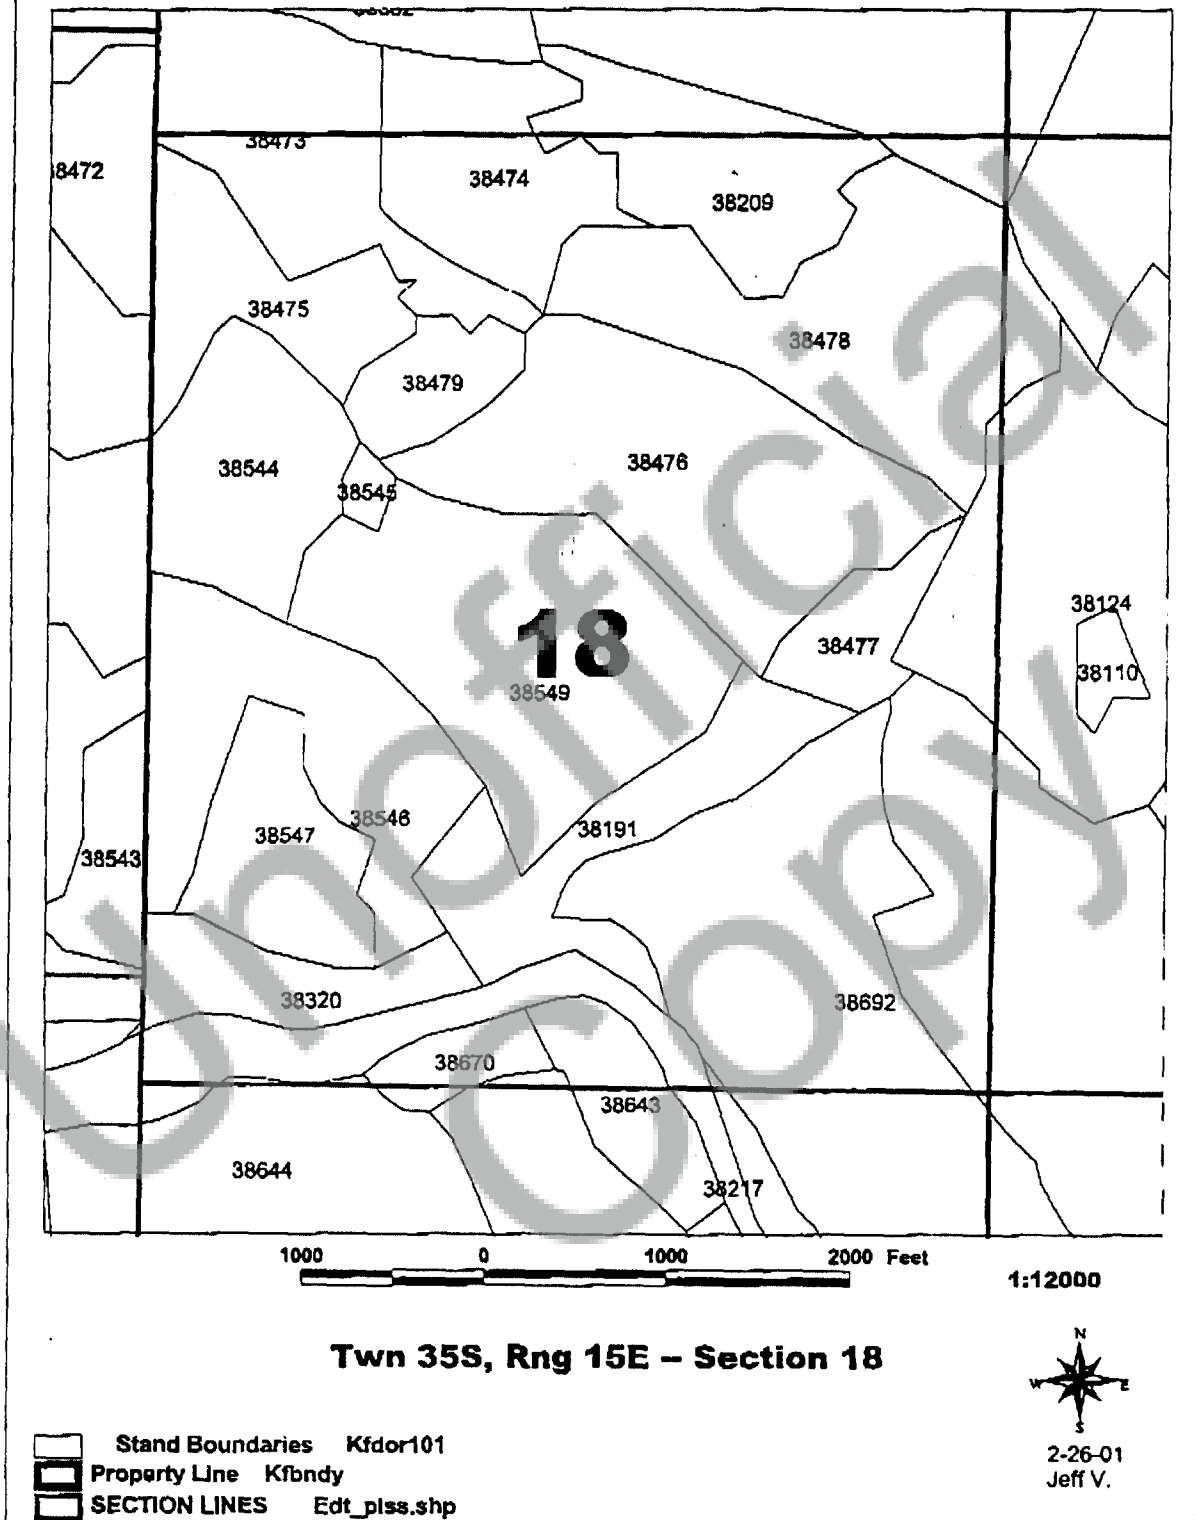 38473
8472
38474
38209
38475
38478
38479
38544
38476
38545
38124
18
38477
38110
38549
38546
38191
38547
38543
38320
38692
38670
38643
38644
38217
1000 0 1000 2000 Feet
1:12000
Twn 35S, Rng 15E – Section 18
N
W E
S
Stand Boundaries Kfdor101
Property Line Kfbndy
SECTION LINES Edt_plss.shp
2-26-01
Jeff V.
Unofficial
Copy